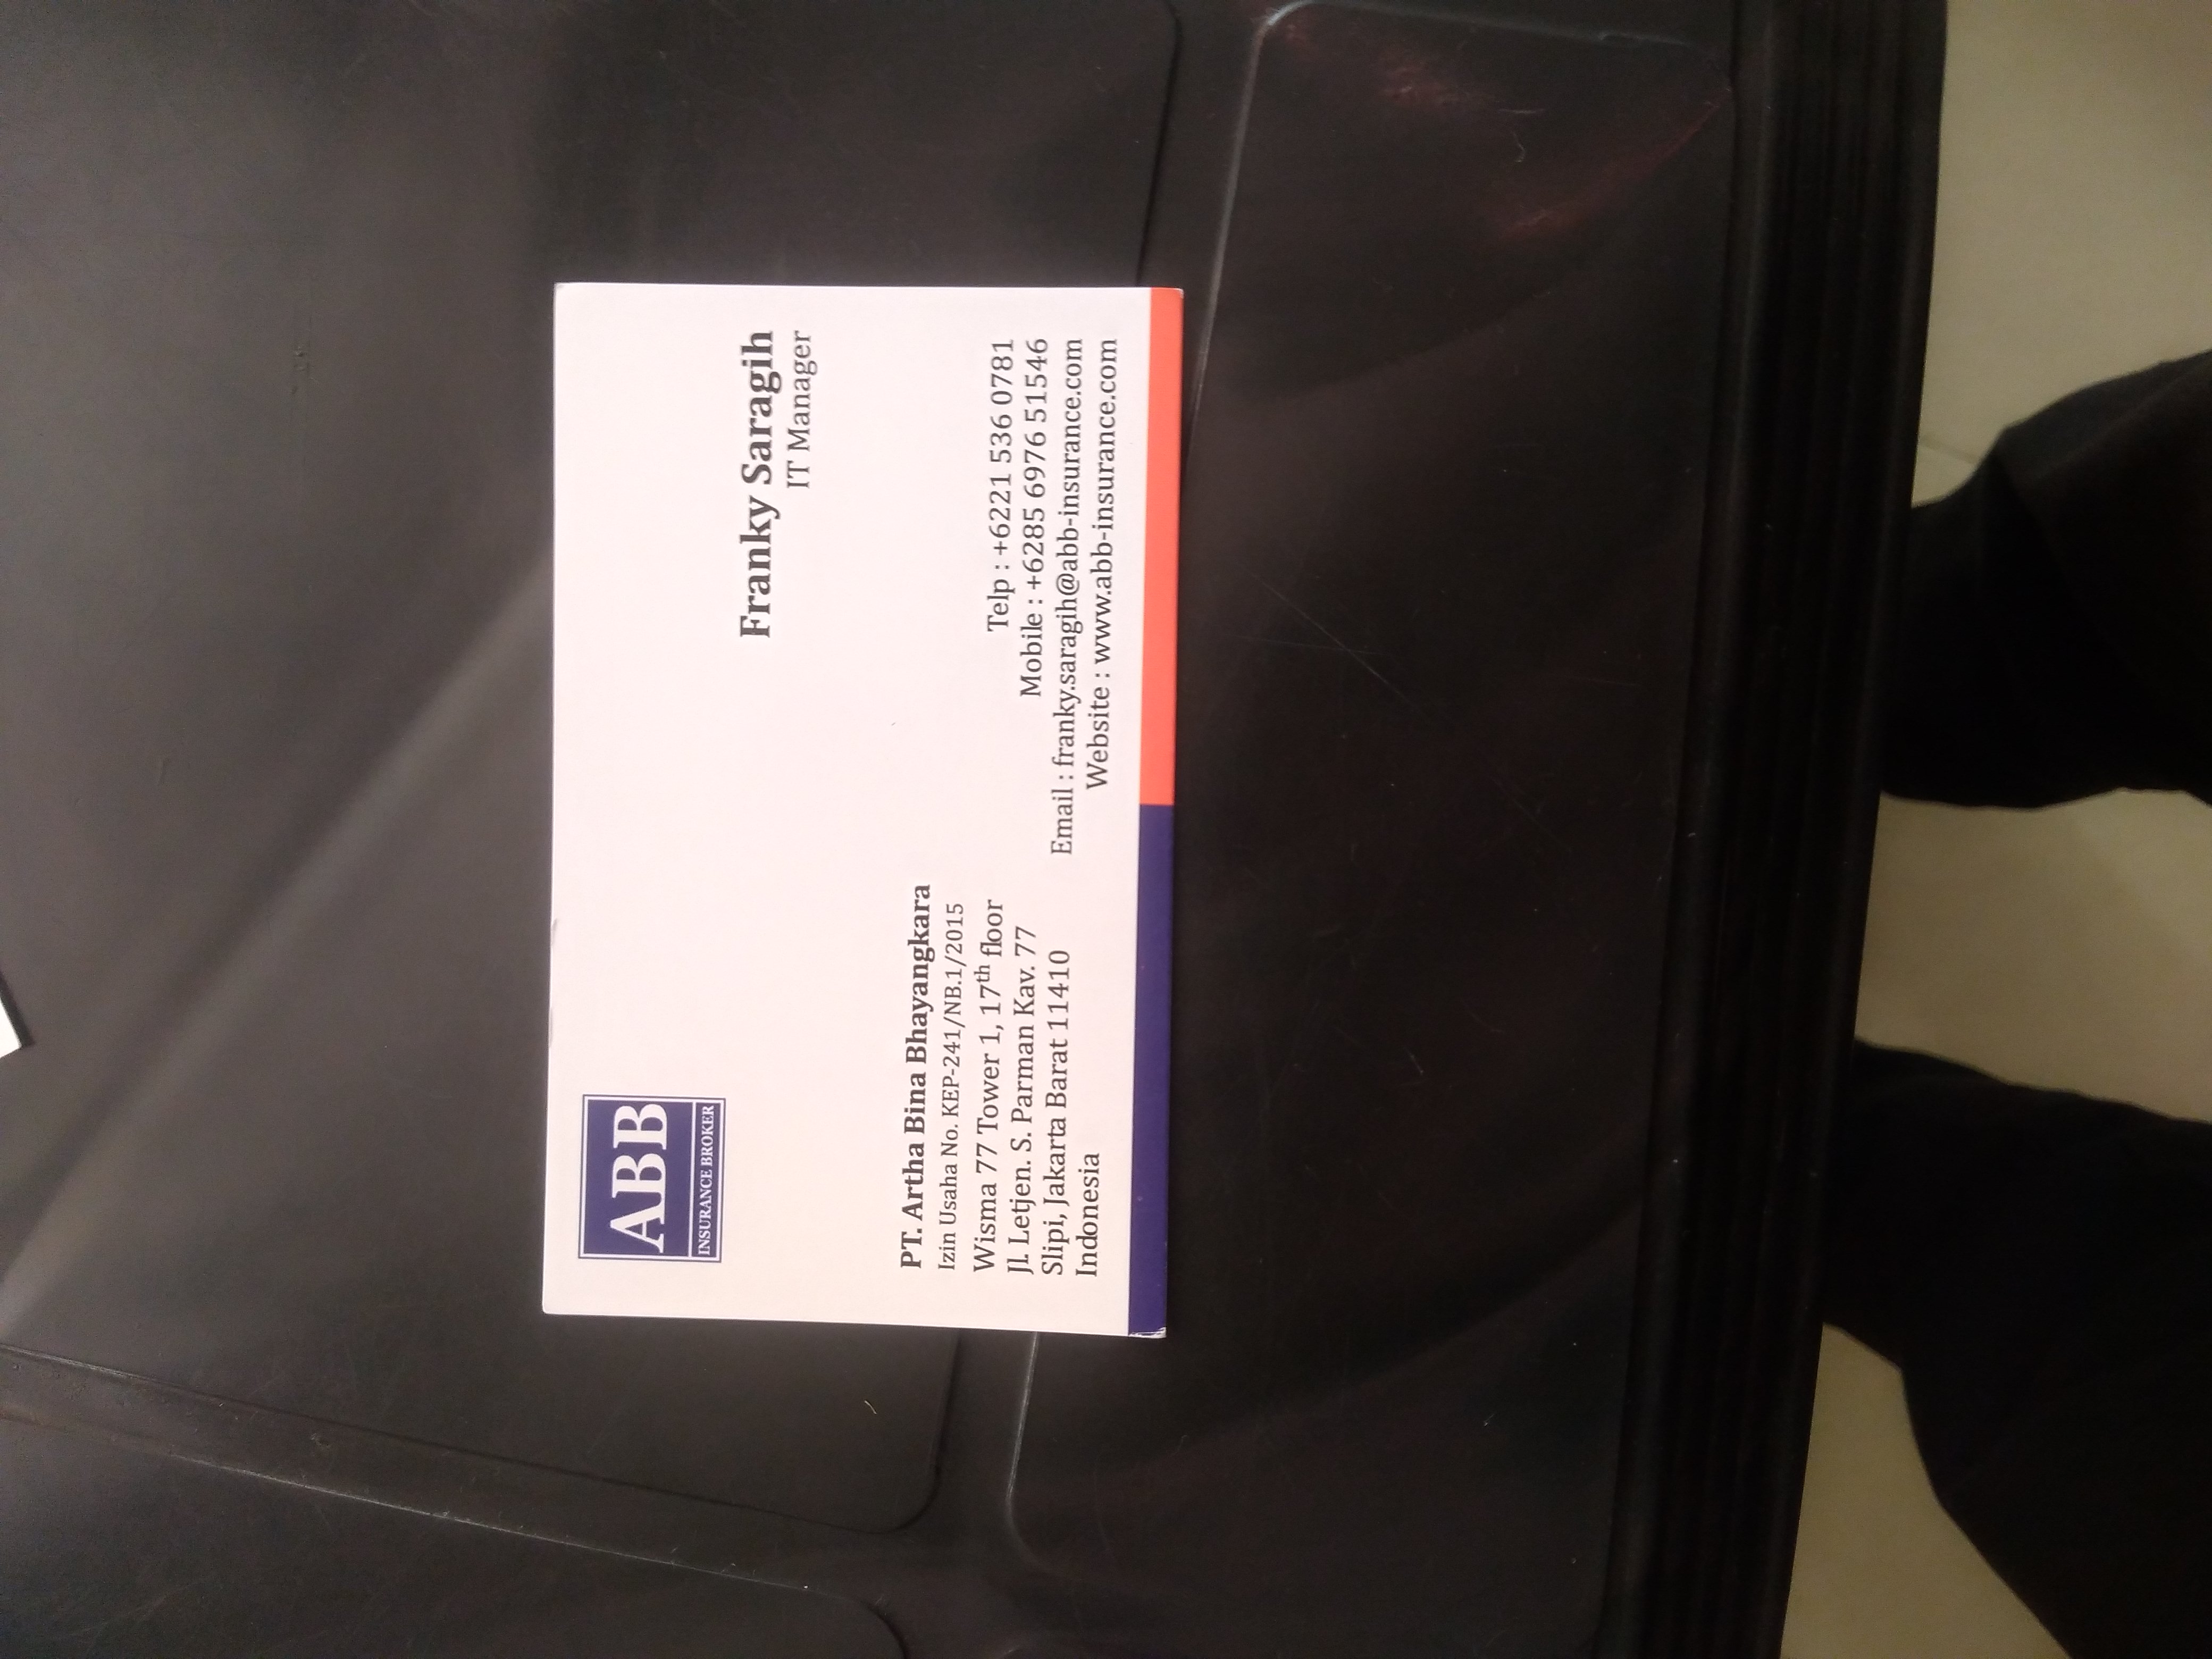 ABB
INSURANCE BROKER
Franky Saragih
IT Manager
PT. Artha Bina Bhayangkara
Izin Usaha No. KEP-241/NB.1/2015
Wisma 77 Tower 1, 17th floor
Jl. Letjen. S. Parman Kav. 77
Slipi, Jakarta Barat 11410
Indonesia
Telp : +6221 536 0781
Mobile : +6285 6976 51546
Email : franky.saragih@abb-insurance.com
Website : www.abb-insurance.com